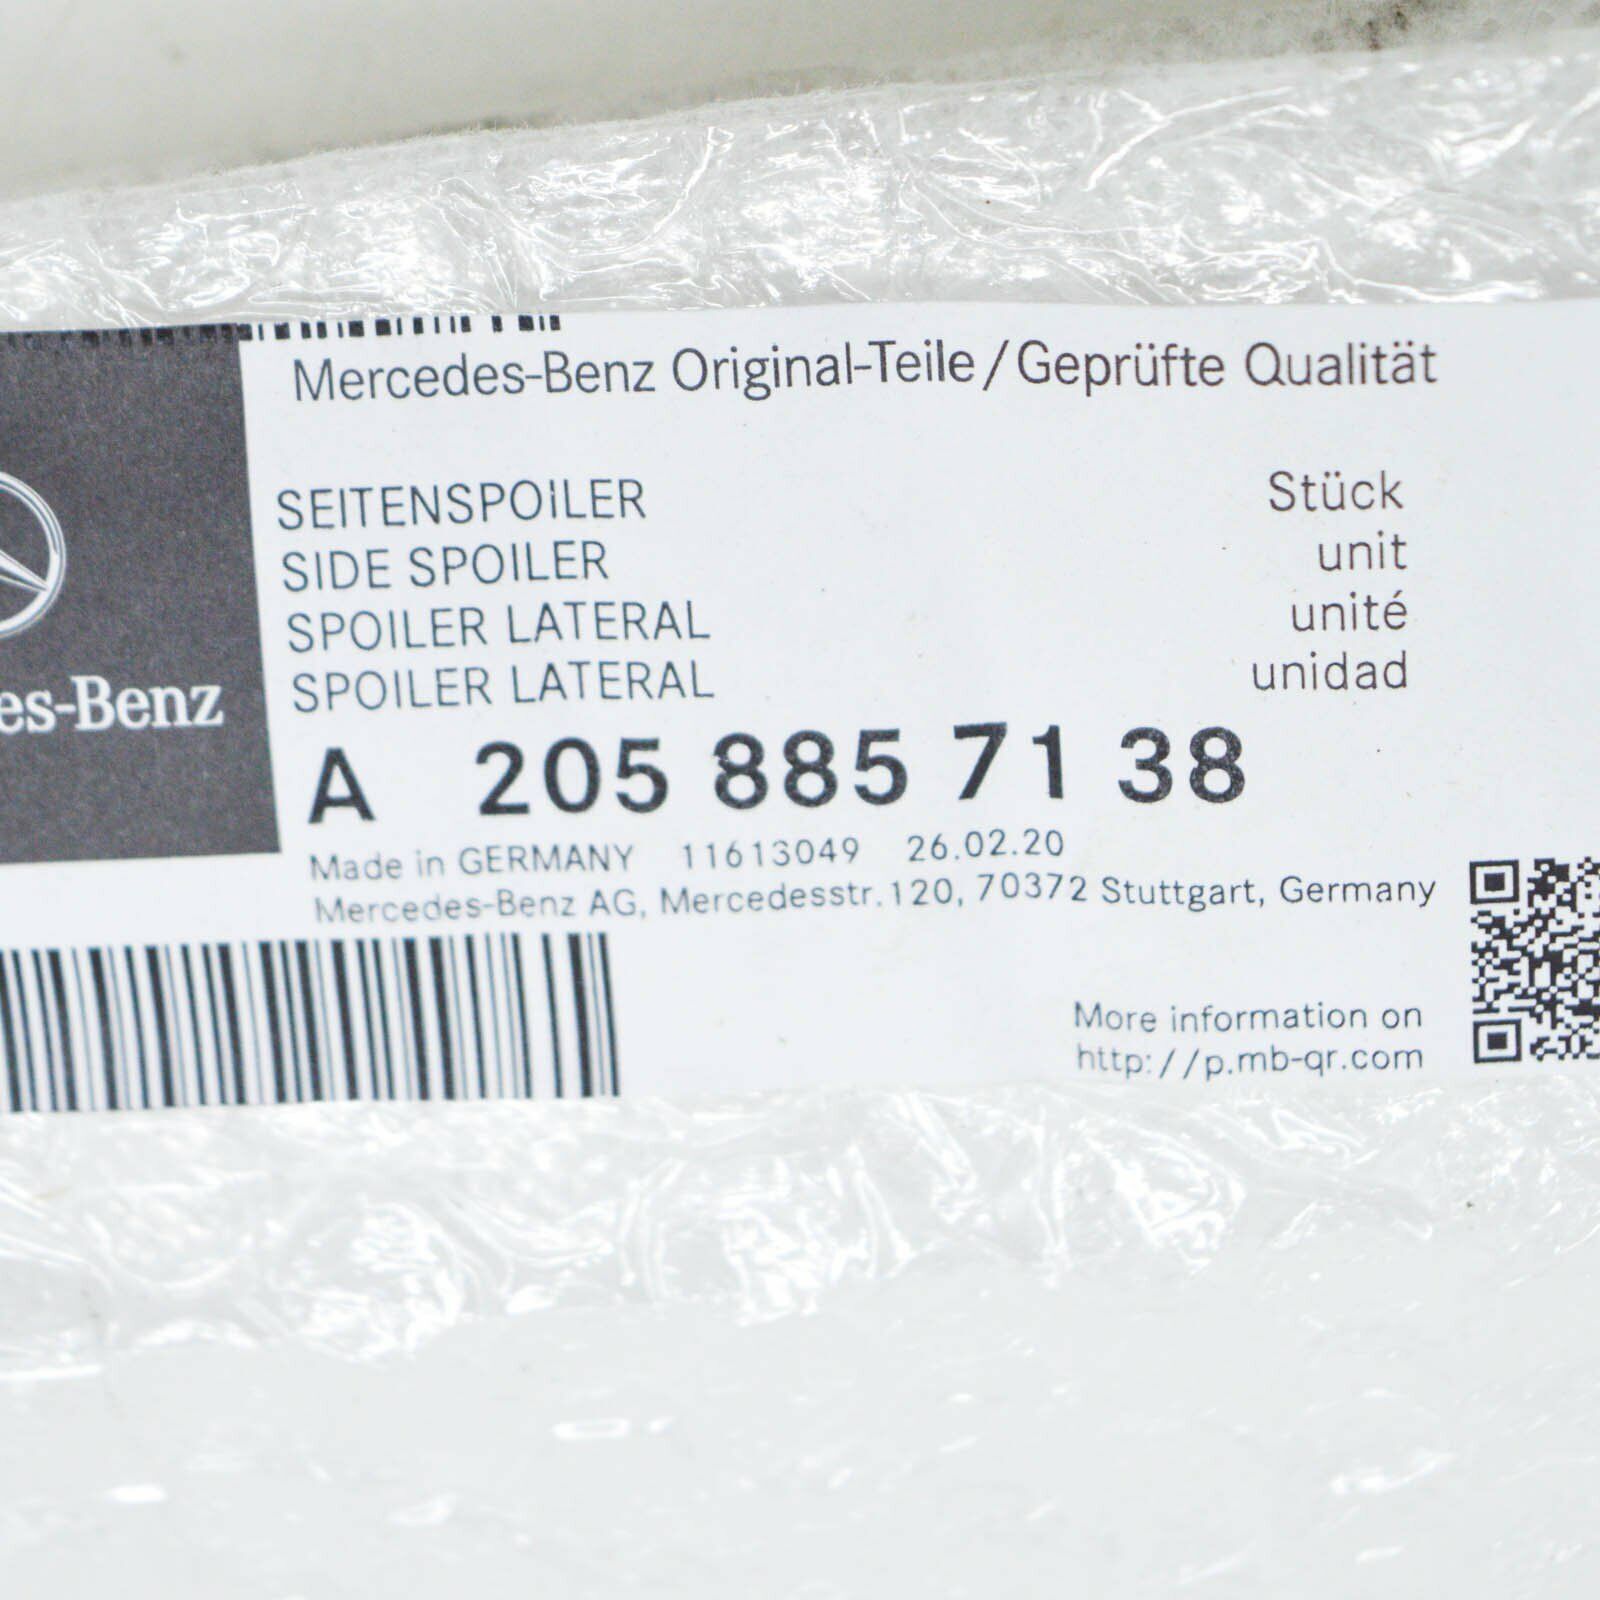 Mercedes-Benz Original-Teile/Geprüfte Qualität
SEITENSPOILER
SIDE SPOILER
SPOILER LATERAL
SPOILER LATERAL
Stück
unit
unité
unidad
es-Benz
A 205 885 71 38
Made in GERMANY 11613049 26.02.20
Mercedes-Benz AG, Mercedesstr.120, 70372 Stuttgart, Germany
More information on
http://p.mb-qr.com